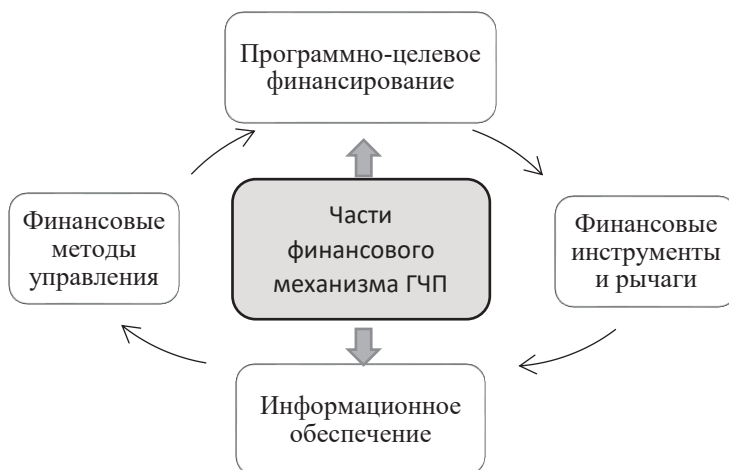 Программно-целевое
финансирование
Финансовые
методы
управления
Части
финансового
механизма ГЧП
Финансовые
инструменты
и рычаги
Информационное
обеспечение